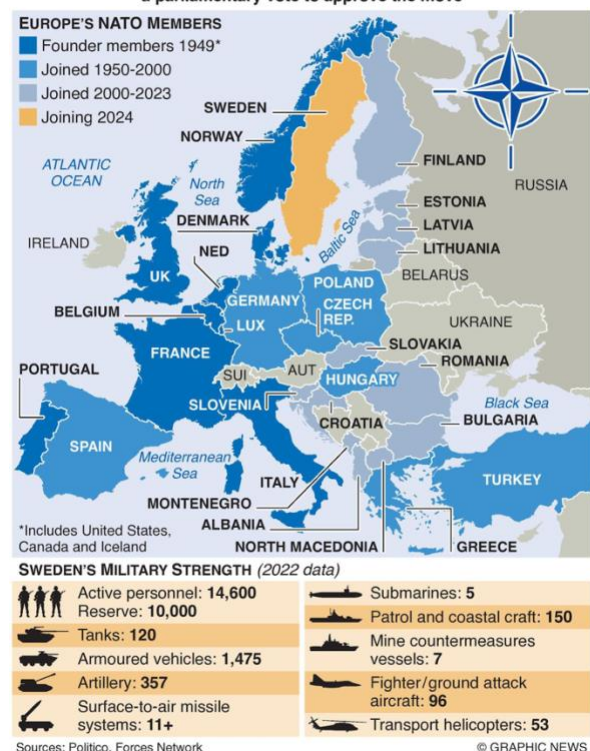 a parliamentary vote to approve the move
EUROPE'S NATO MEMBERS
Founder members 1949*
Joined 1950-2000
Joined 2000-2023
Joining 2024
SWEDEN
NORWAY
ATLANTIC
OCEAN
North
Sea
FINLAND
RUSSIA
DENMARK
ESTONIA
Baltic Sea
LATVIA
IRELAND
NED
LITHUANIA
UK
BELARUS
POLAND
GERMANY
CZECH
REP.
BELGIUM
LUX
UKRAINE
SLOVAKIA
FRANCE
ROMANIA
PORTUGAL
SUI
AUT
HUNGARY
SLOVENIA
Black Sea
CROATIA
BULGARIA
SPAIN
Mediterranean
Sea
ITALY
TURKEY
MONTENEGRO
ALBANIA
*Includes United States,
Canada and Iceland
NORTH MACEDONIA
GREECE
SWEDEN'S MILITARY STRENGTH (2022 data)
Active personnel: 14,600
Reserve: 10,000
Tanks: 120
Armoured vehicles: 1,475
Artillery: 357
Surface-to-air missile
systems: 11+
Submarines: 5
Patrol and coastal craft: 150
Mine countermeasures
vessels: 7
Fighter/ground attack
aircraft: 96
Transport helicopters: 53
Sources: Politico, Forces Network
© GRAPHIC NEWS